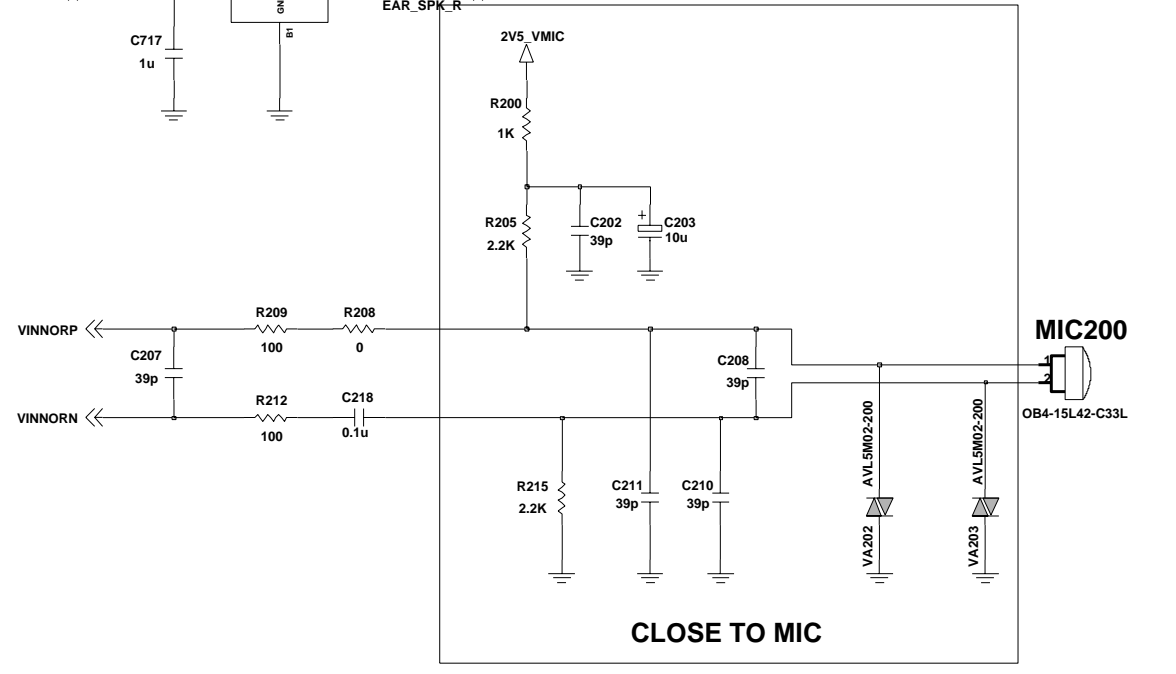 EAR_SPK_R
GN
B1
C717
1u
2V5_VMIC
R200
1K
R205
2.2K
C202
39p
+
C203
10u
VINNORP
R209
100
R208
0
C207
39p
C208
39p
MIC200
1
2
OB4-15L42-C33L
VINNORN
R212
100
C218
0.1u
R215
2.2K
C211
39p
C210
39p
AVL5M02-200
VA202
AVL5M02-200
VA203
CLOSE TO MIC